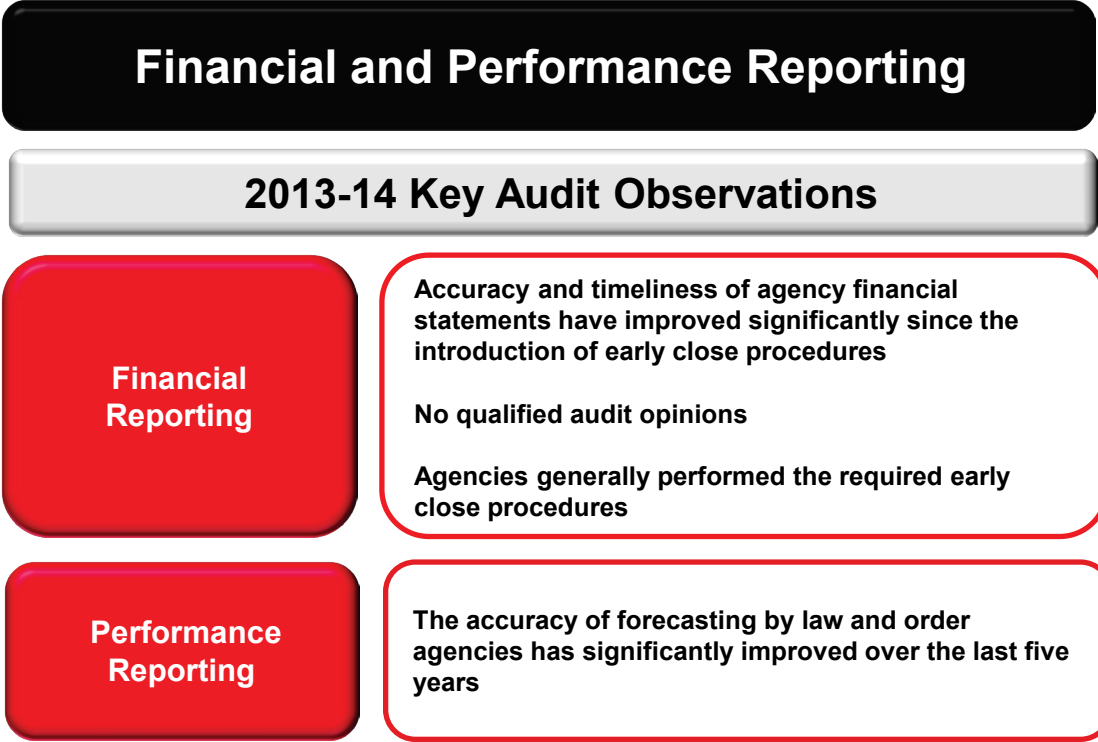 Financial and Performance Reporting
2013-14 Key Audit Observations
Financial
Reporting
Accuracy and timeliness of agency financial
statements have improved significantly since the
introduction of early close procedures
No qualified audit opinions
Agencies generally performed the required early
close procedures
Performance
Reporting
The accuracy of forecasting by law and order
agencies has significantly improved over the last five
years